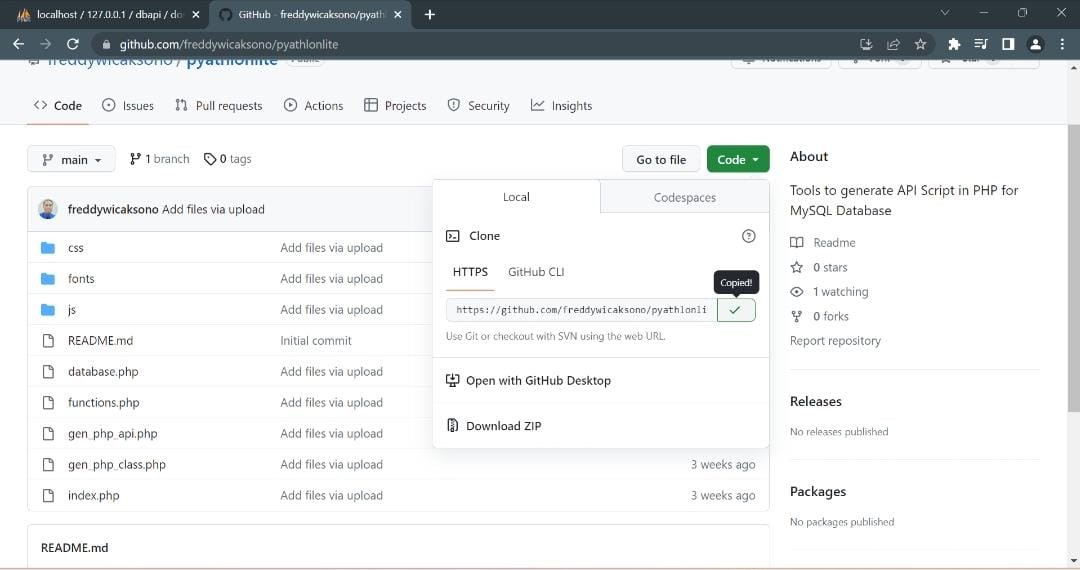 localhost / 127.0.0.1 / dbapi / do
GitHub - freddywicaksono/pyathl
github.com/freddywicaksono/pyathlonlite
freddywicaksono / pyathlonlite Public
Notifications Fork
Code Issues Pull requests Actions Projects Security Insights
main 1 branch 0 tags Go to file Code
freddywicaksono Add files via upload
css Add files via upload
fonts Add files via upload
js Add files via upload
README.md Initial commit
database.php Add files via upload
functions.php Add files via upload
gen_php_api.php Add files via upload
gen_php_class.php Add files via upload 3 weeks ago
index.php Add files via upload 3 weeks ago
README.md
Local Codespaces
Clone
HTTPS GitHub CLI
Copied!
https://github.com/freddywicaksono/pyathlonli
Use Git or checkout with SVN using the web URL.
Open with GitHub Desktop
Download ZIP
About
Tools to generate API Script in PHP for
MySQL Database
Readme
0 stars
1 watching
0 forks
Report repository
Releases
No releases published
Packages
No packages published